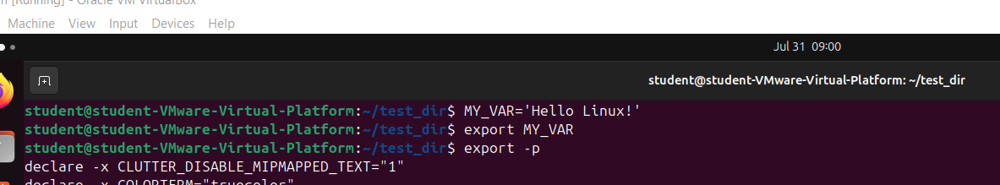 [Running] - Oracle VM VirtualBox
Machine View Input Devices Help
Jul 31 09:00
student@student-VMware-Virtual-Platform: ~/test_dir
student@student-VMware-Virtual-Platform:~/test_dir$ MY_VAR='Hello Linux!'
student@student-VMware-Virtual-Platform:~/test_dir$ export MY_VAR
student@student-VMware-Virtual-Platform:~/test_dir$ export -p
declare -x CLUTTER_DISABLE_MIPMAPPED_TEXT="1"
declare -x COLORTERM="truecolor"